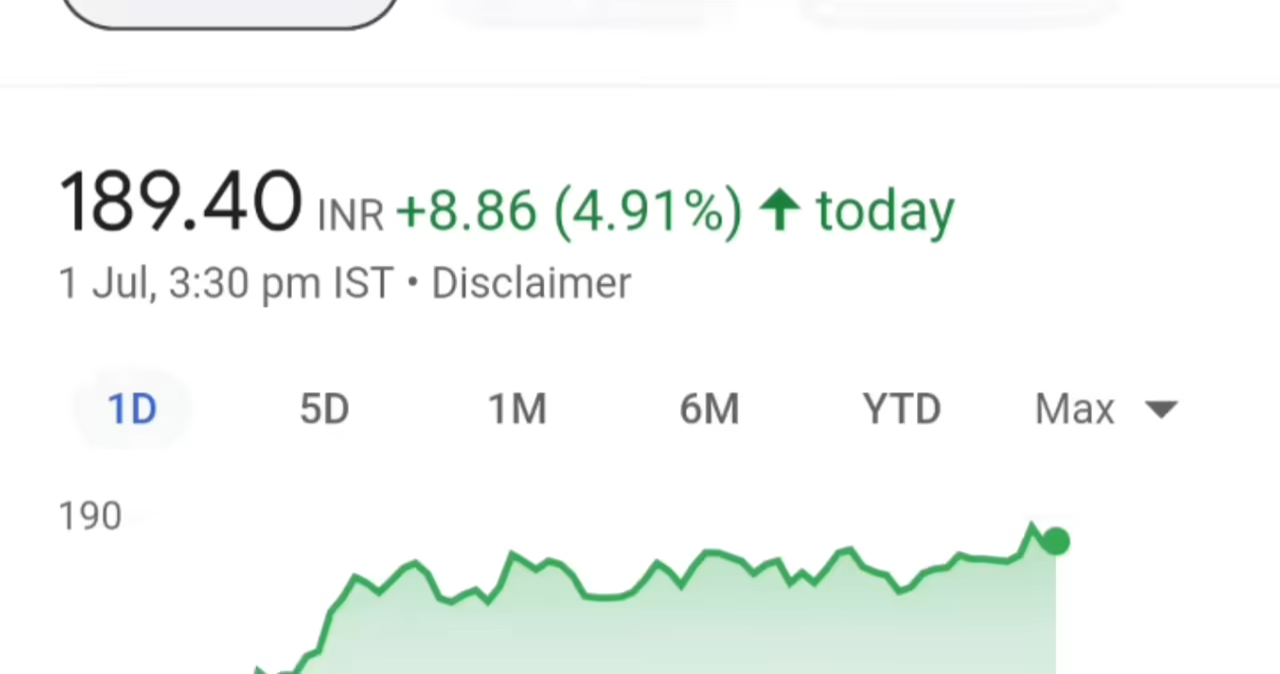 189.40 INR +8.86 (4.91%) ↑ today
1 Jul, 3:30 pm IST • Disclaimer
1D 5D 1M 6M YTD Max
190